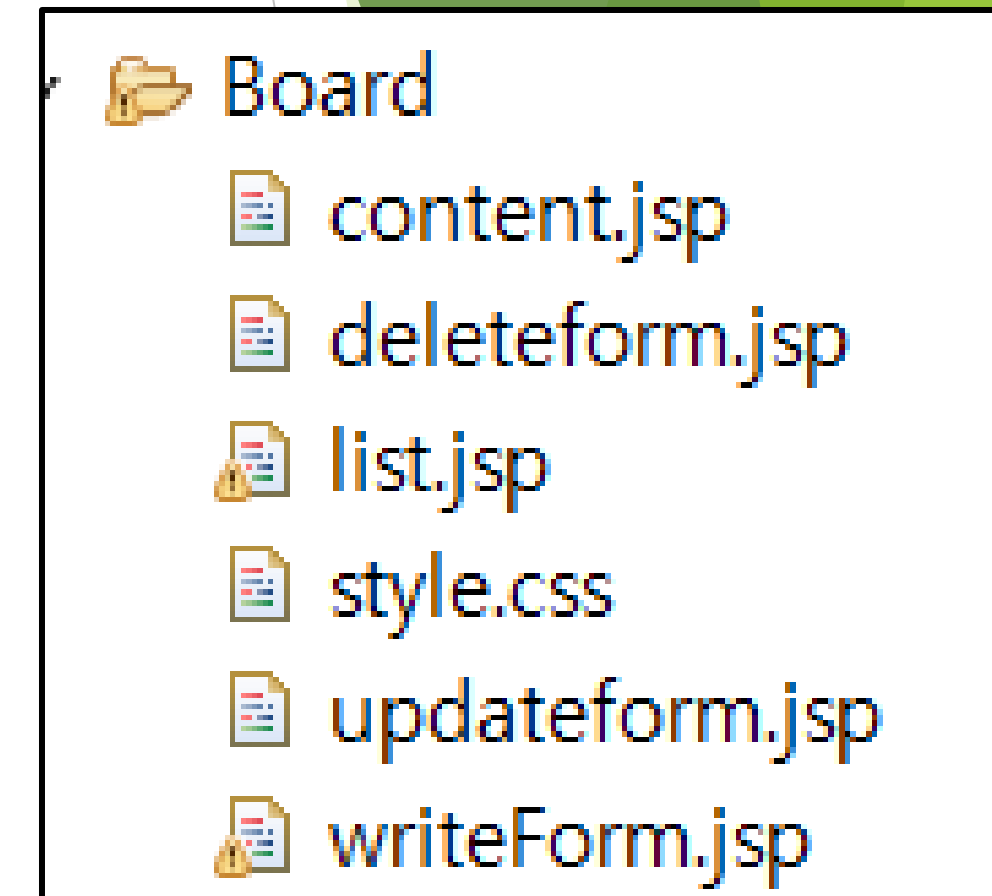 Board
content.jsp
deleteform.jsp
list.jsp
style.css
updateform.jsp
writeForm.jsp